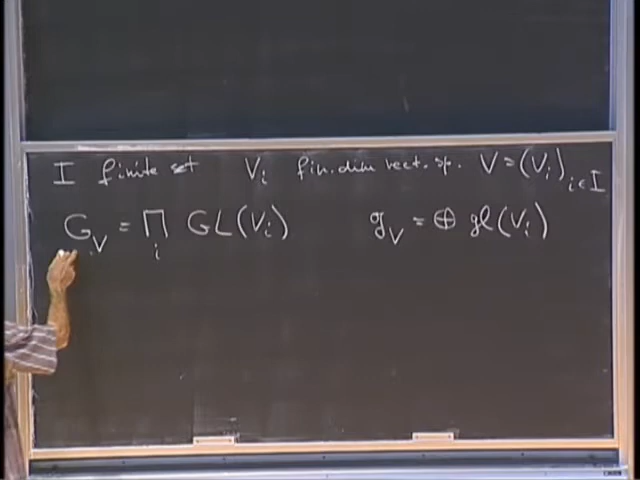 I finite set V_i fin. dim vect. sp. V = (V_i)_{i ∈ I}
G_V = ∏_i GL(V_i) g_V = ⊕ gl(V_i)